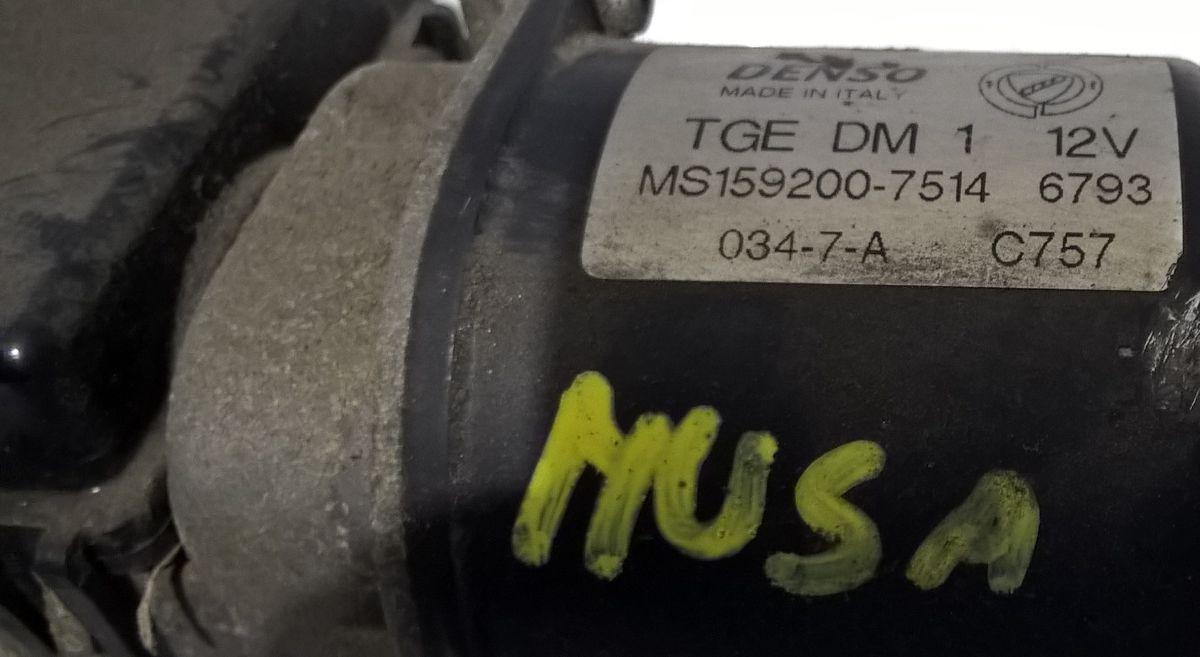 DENSO
MADE IN ITALY
TGE DM 1 12V
MS159200-7514 6793
034-7-A C757
MUSA